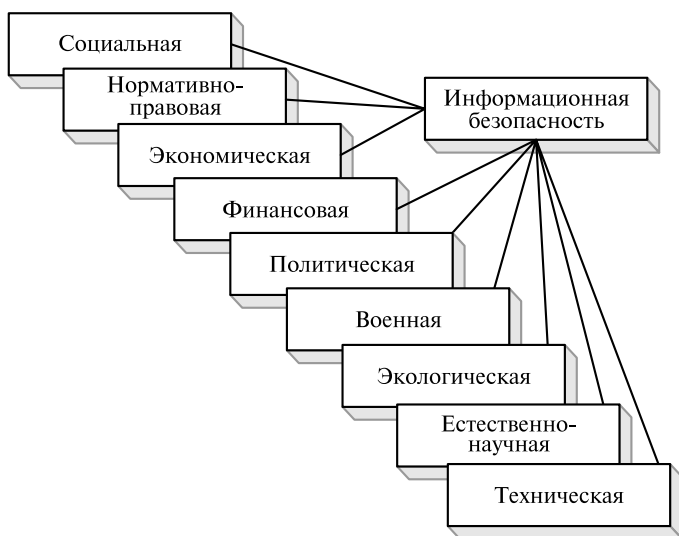 Социальная
Нормативно-
правовая
Экономическая
Финансовая
Политическая
Военная
Экологическая
Естественно-
научная
Техническая
Информационная
безопасность